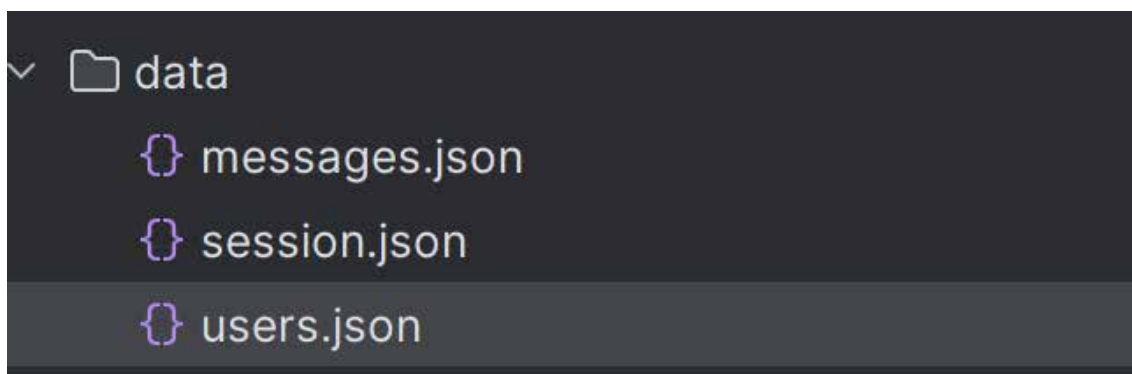 data
{} messages.json
{} session.json
{} users.json